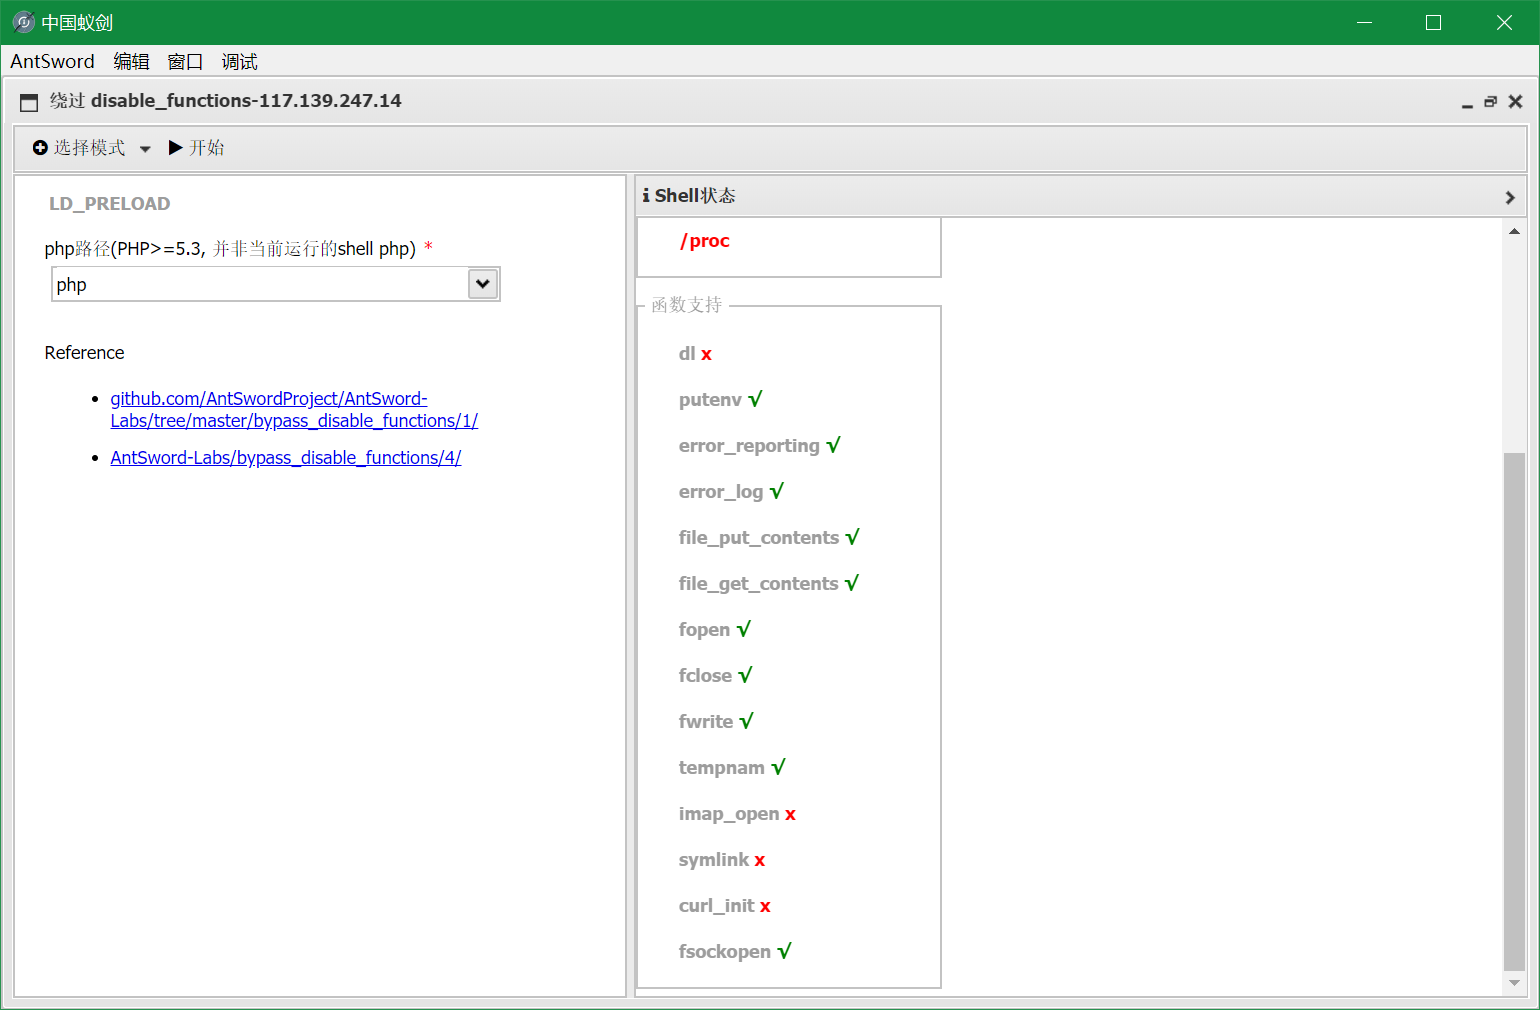 中国蚁剑
AntSword 编辑 窗口 调试
绕过 disable_functions-117.139.247.14
选择模式 开始
LD_PRELOAD
php路径(PHP>=5.3, 并非当前运行的shell php) *
php
Reference
github.com/AntSwordProject/AntSword-
Labs/tree/master/bypass_disable_functions/1/
AntSword-Labs/bypass_disable_functions/4/
Shell状态
/proc
函数支持
dl x
putenv √
error_reporting √
error_log √
file_put_contents √
file_get_contents √
fopen √
fclose √
fwrite √
tempnam √
imap_open x
symlink x
curl_init x
fsockopen √